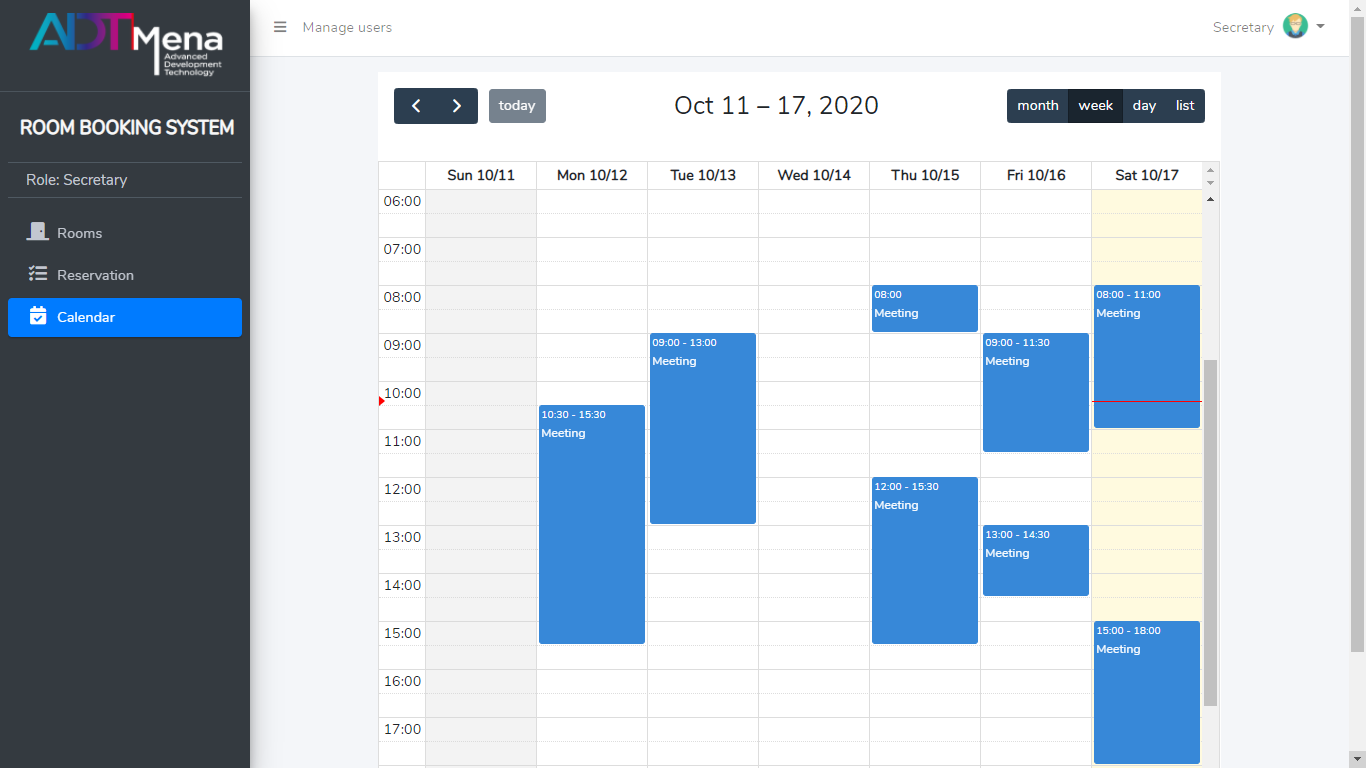 ADTMena
Advanced
Development
Technology
ROOM BOOKING SYSTEM
Role: Secretary
Rooms
Reservation
Calendar
Manage users
Secretary
today
Oct 11 – 17, 2020
month week day list
Sun 10/11 Mon 10/12 Tue 10/13 Wed 10/14 Thu 10/15 Fri 10/16 Sat 10/17
06:00
07:00
08:00
09:00
10:00
11:00
12:00
13:00
14:00
15:00
16:00
17:00
10:30 - 15:30
Meeting
09:00 - 13:00
Meeting
08:00
Meeting
12:00 - 15:30
Meeting
09:00 - 11:30
Meeting
13:00 - 14:30
Meeting
08:00 - 11:00
Meeting
15:00 - 18:00
Meeting